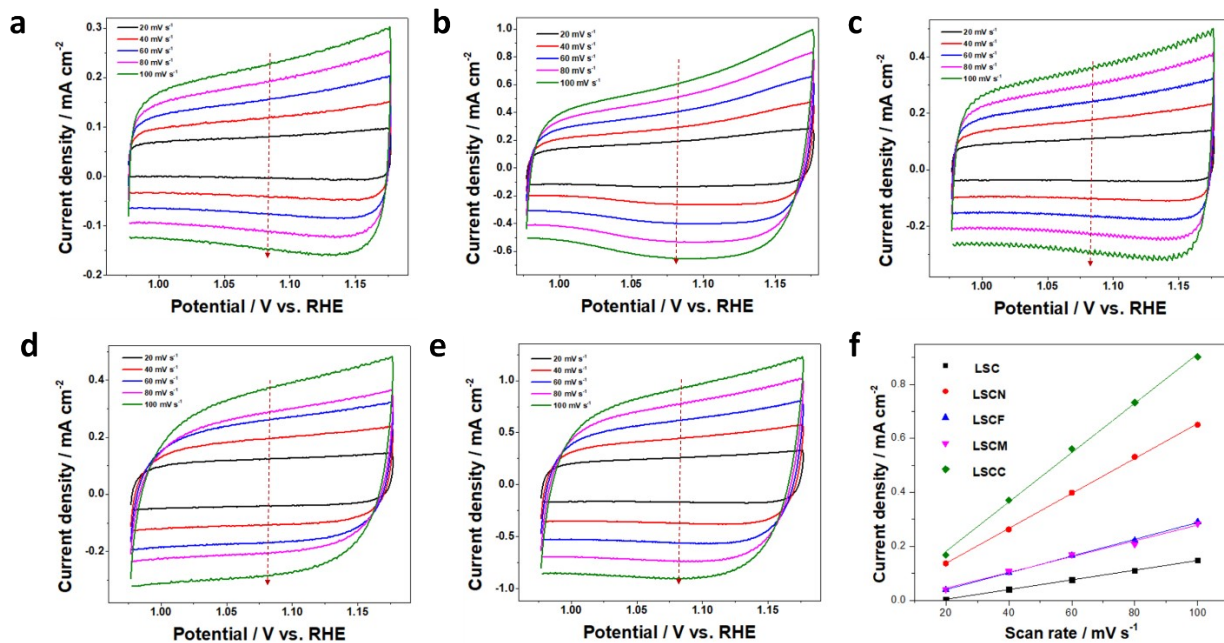 a
20 mV s⁻¹
40 mV s⁻¹
60 mV s⁻¹
80 mV s⁻¹
100 mV s⁻¹
0.3
0.2
0.1
0.0
-0.1
-0.2
Current density / mA cm⁻²
1.00
1.05
1.10
1.15
Potential / V vs. RHE
b
20 mV s⁻¹
40 mV s⁻¹
60 mV s⁻¹
80 mV s⁻¹
100 mV s⁻¹
1.0
0.8
0.6
0.4
0.2
0.0
-0.2
-0.4
-0.6
Current density / mA cm⁻²
1.00
1.05
1.10
1.15
Potential / V vs. RHE
c
20 mV s⁻¹
40 mV s⁻¹
60 mV s⁻¹
80 mV s⁻¹
100 mV s⁻¹
0.4
0.2
0.0
-0.2
Current density / mA cm⁻²
1.00
1.05
1.10
1.15
Potential / V vs. RHE
d
20 mV s⁻¹
40 mV s⁻¹
60 mV s⁻¹
80 mV s⁻¹
100 mV s⁻¹
0.4
0.2
0.0
-0.2
Current density / mA cm⁻²
1.00
1.05
1.10
1.15
Potential / V vs. RHE
e
20 mV s⁻¹
40 mV s⁻¹
60 mV s⁻¹
80 mV s⁻¹
100 mV s⁻¹
1.0
0.5
0.0
-0.5
-1.0
Current density / mA cm⁻²
1.00
1.05
1.10
1.15
Potential / V vs. RHE
f
LSC
LSCN
LSCF
LSCM
LSCC
0.8
0.6
0.4
0.2
0.0
Current density / mA cm⁻²
20
40
60
80
100
Scan rate / mV s⁻¹